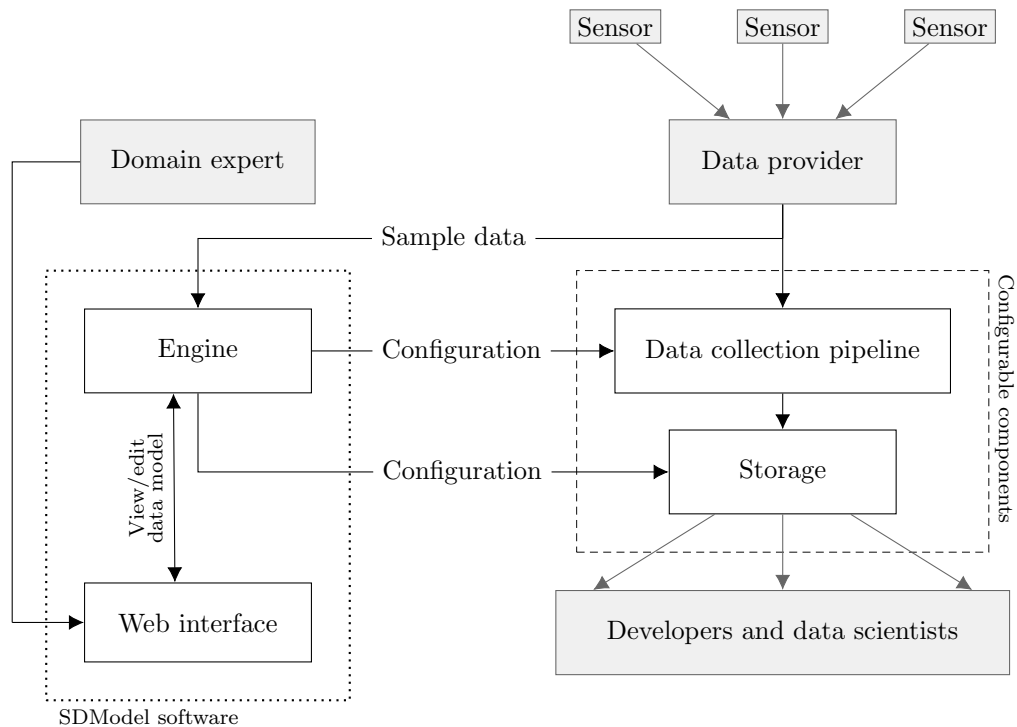 Sensor
Sensor
Sensor
Domain expert
Data provider
Sample data
Engine
Configuration
Data collection pipeline
Configurable components
View/edit
data model
Configuration
Storage
Web interface
Developers and data scientists
SDModel software